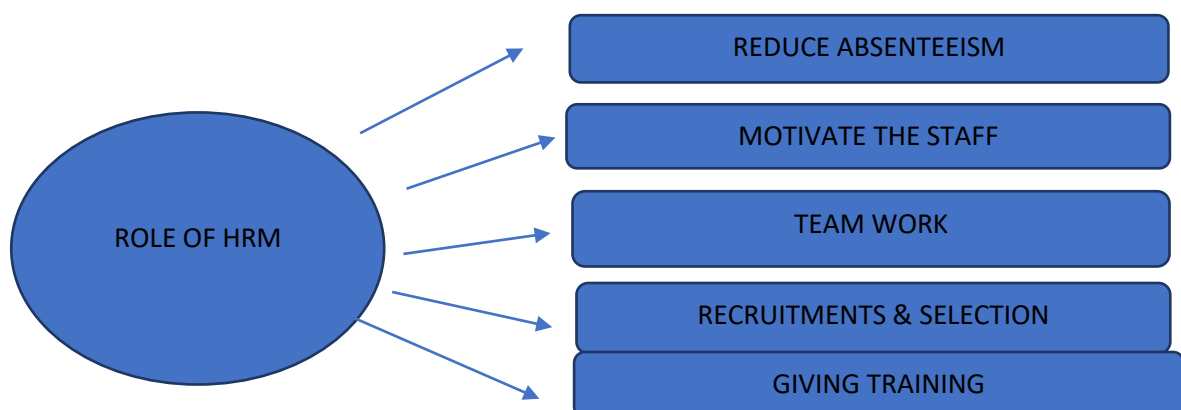 REDUCE ABSENTEEISM
MOTIVATE THE STAFF
ROLE OF HRM
TEAM WORK
RECRUITMENTS & SELECTION
GIVING TRAINING